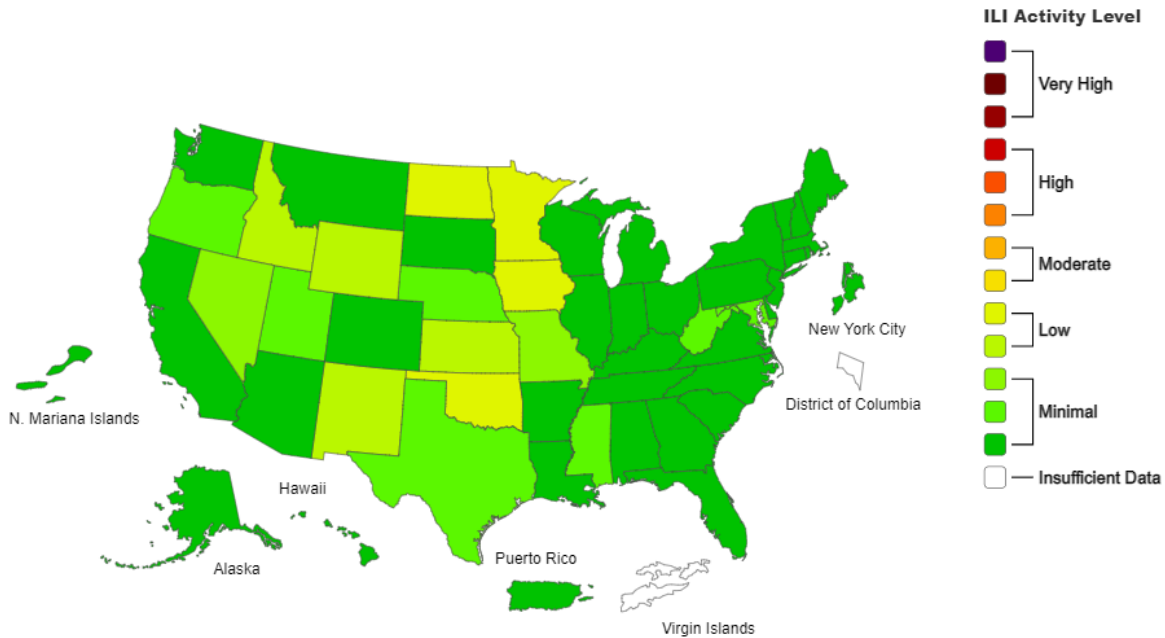 ILI Activity Level
Very High
High
Moderate
Low
Minimal
Insufficient Data
New York City
District of Columbia
N. Mariana Islands
Hawaii
Alaska
Puerto Rico
Virgin Islands